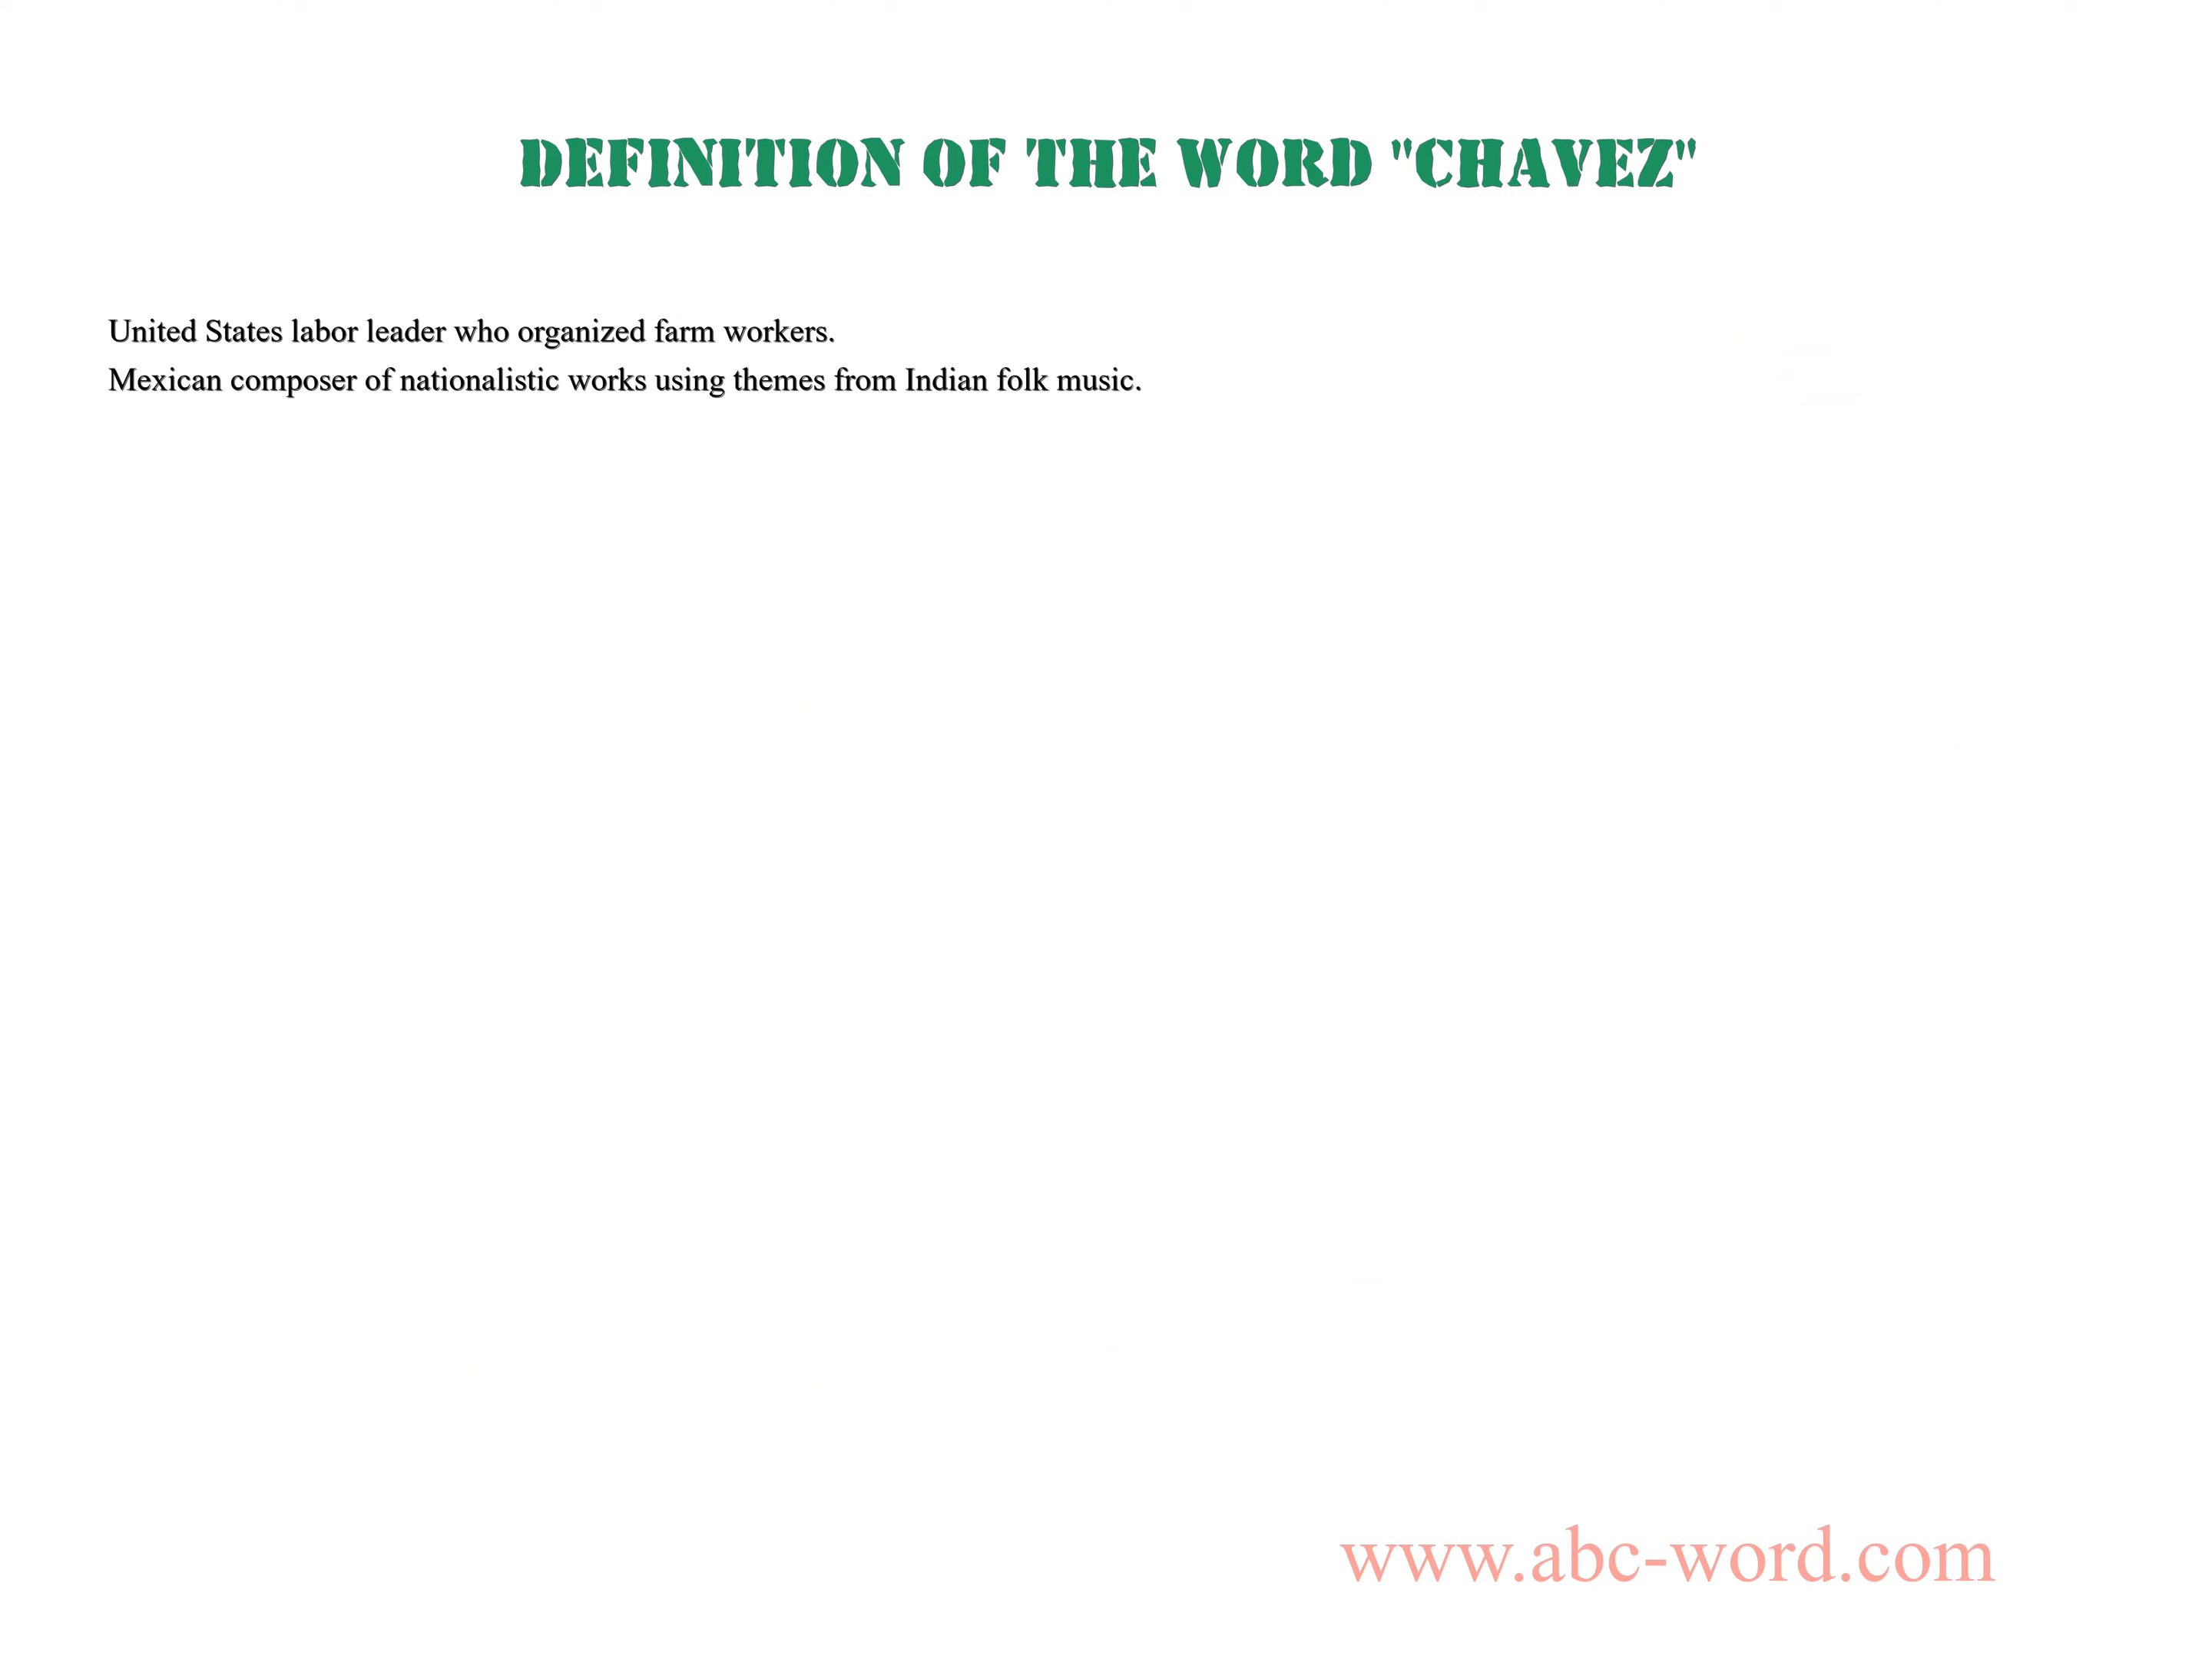 DEFINITION OF THE WORD "CHAVEZ"
United States labor leader who organized farm workers.
Mexican composer of nationalistic works using themes from Indian folk music.
www.abc-word.com